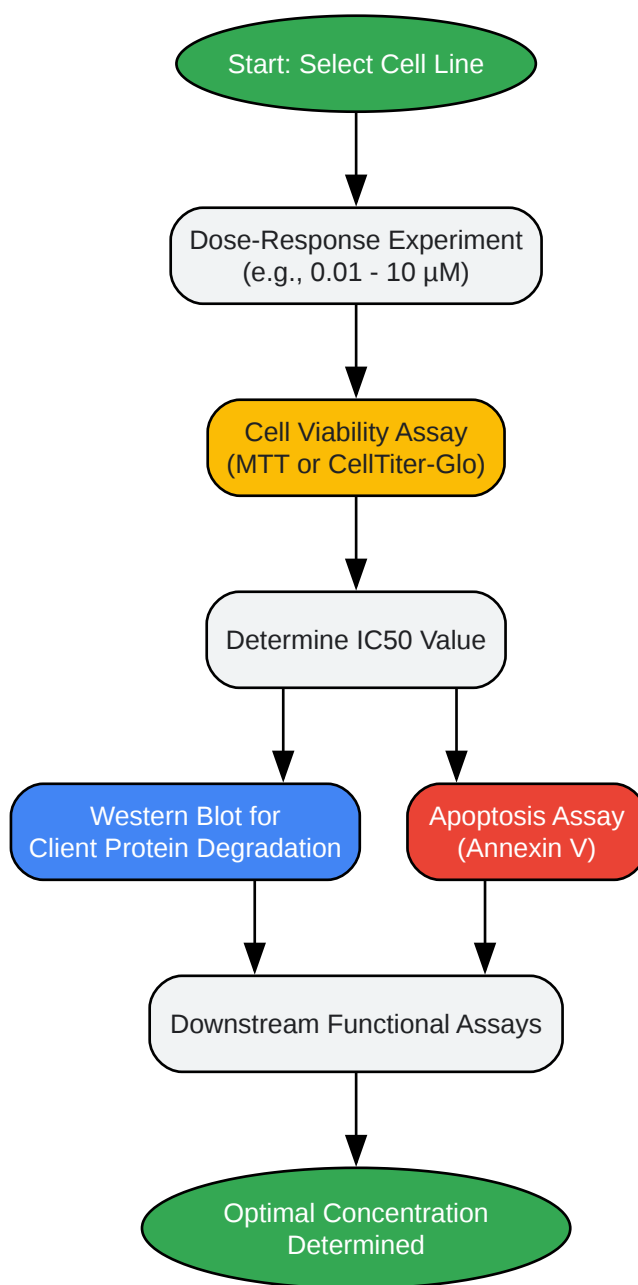 Start: Select Cell Line
Dose-Response Experiment
(e.g., 0.01 - 10 µM)
Cell Viability Assay
(MTT or CellTiter-Glo)
Determine IC50 Value
Western Blot for
Client Protein Degradation
Apoptosis Assay
(Annexin V)
Downstream Functional Assays
Optimal Concentration
Determined